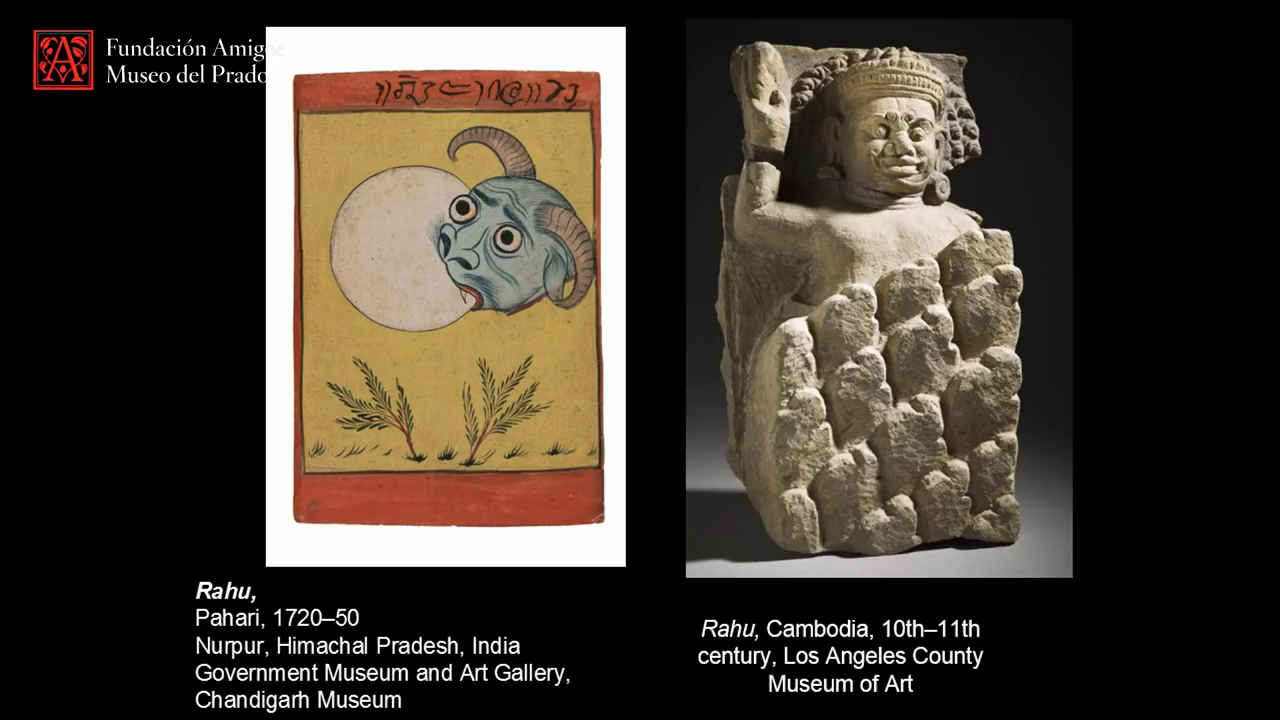 Fundación Amigos
Museo del Prado
Rahu,
Pahari, 1720–50
Nurpur, Himachal Pradesh, India
Government Museum and Art Gallery,
Chandigarh Museum
Rahu, Cambodia, 10th–11th
century, Los Angeles County
Museum of Art